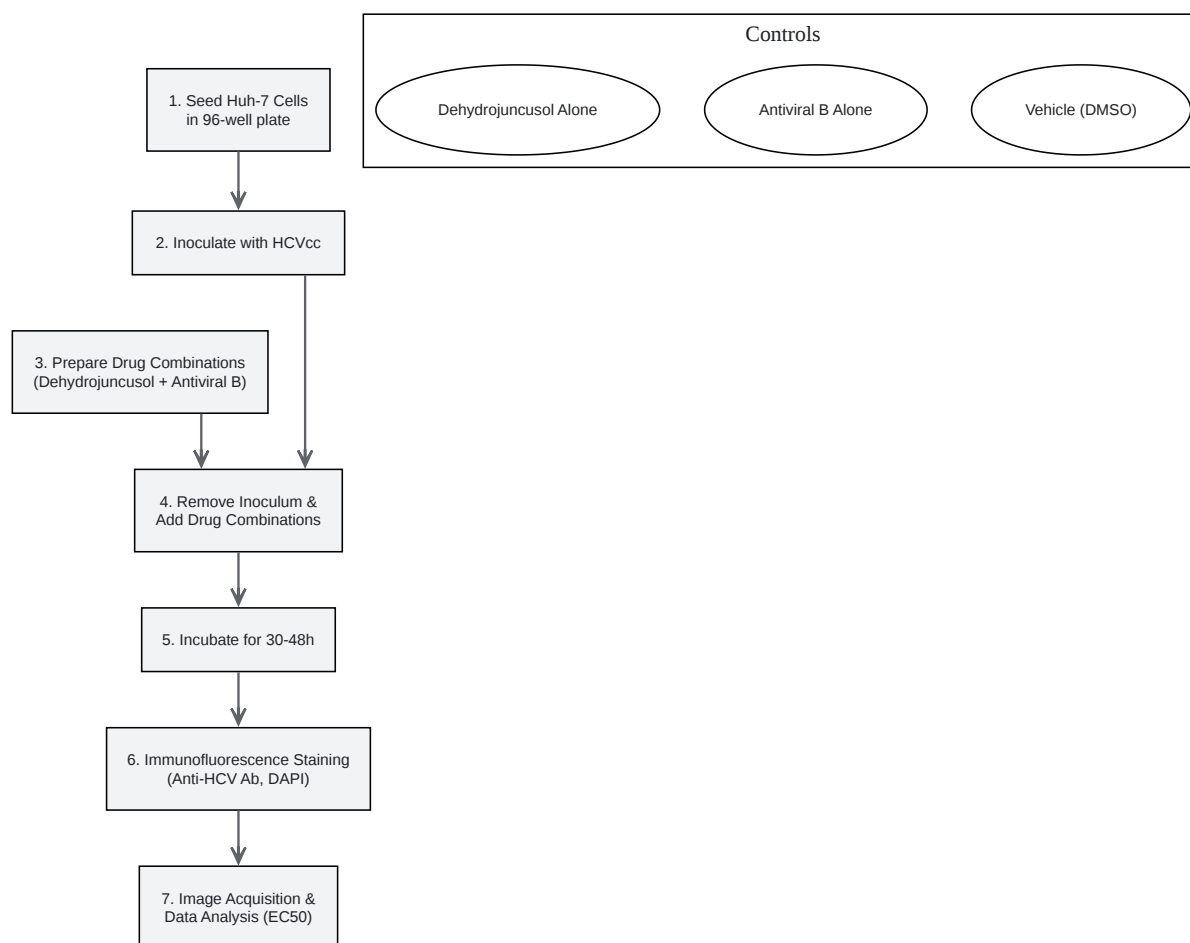 Controls
Dehydrojuncusol Alone
Antiviral B Alone
Vehicle (DMSO)
1. Seed Huh-7 Cells
in 96-well plate
2. Inoculate with HCVcc
3. Prepare Drug Combinations
(Dehydrojuncusol + Antiviral B)
4. Remove Inoculum &
Add Drug Combinations
5. Incubate for 30-48h
6. Immunofluorescence Staining
(Anti-HCV Ab, DAPI)
7. Image Acquisition &
Data Analysis (EC50)